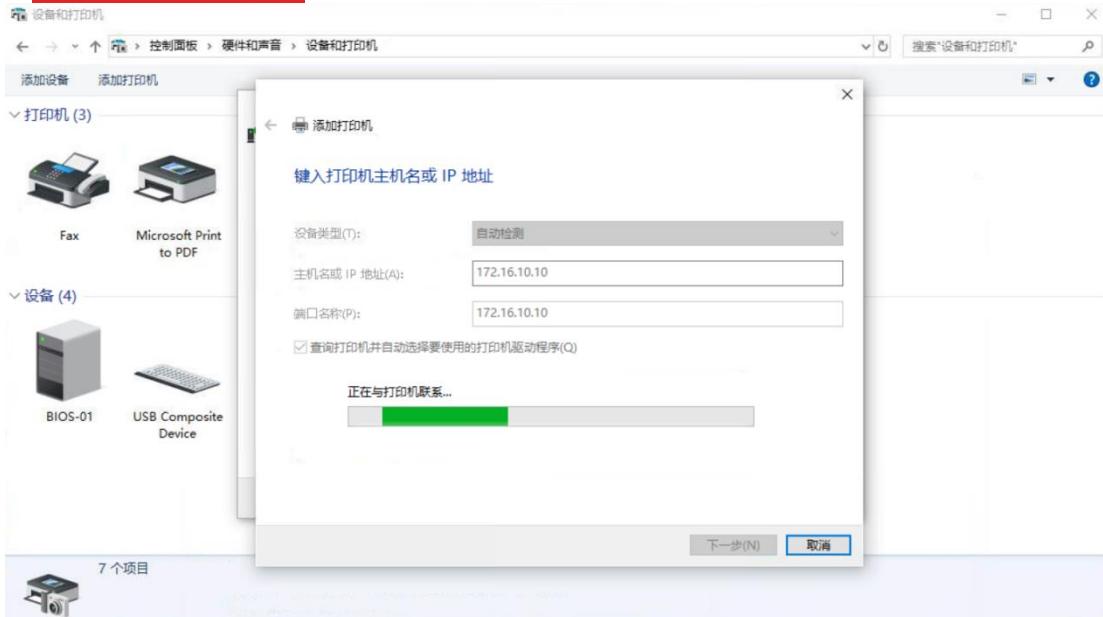 设备和打印机
控制面板 › 硬件和声音 › 设备和打印机
搜索"设备和打印机"
添加设备 添加打印机
打印机 (3)
Fax
Microsoft Print
to PDF
设备 (4)
BIOS-01
USB Composite
Device
添加打印机
键入打印机主机名或 IP 地址
设备类型(T):
自动检测
主机名或 IP 地址(A):
172.16.10.10
端口名称(P):
172.16.10.10
查询打印机并自动选择要使用的打印机驱动程序(Q)
正在与打印机联系...
下一步(N)
取消
7 个项目